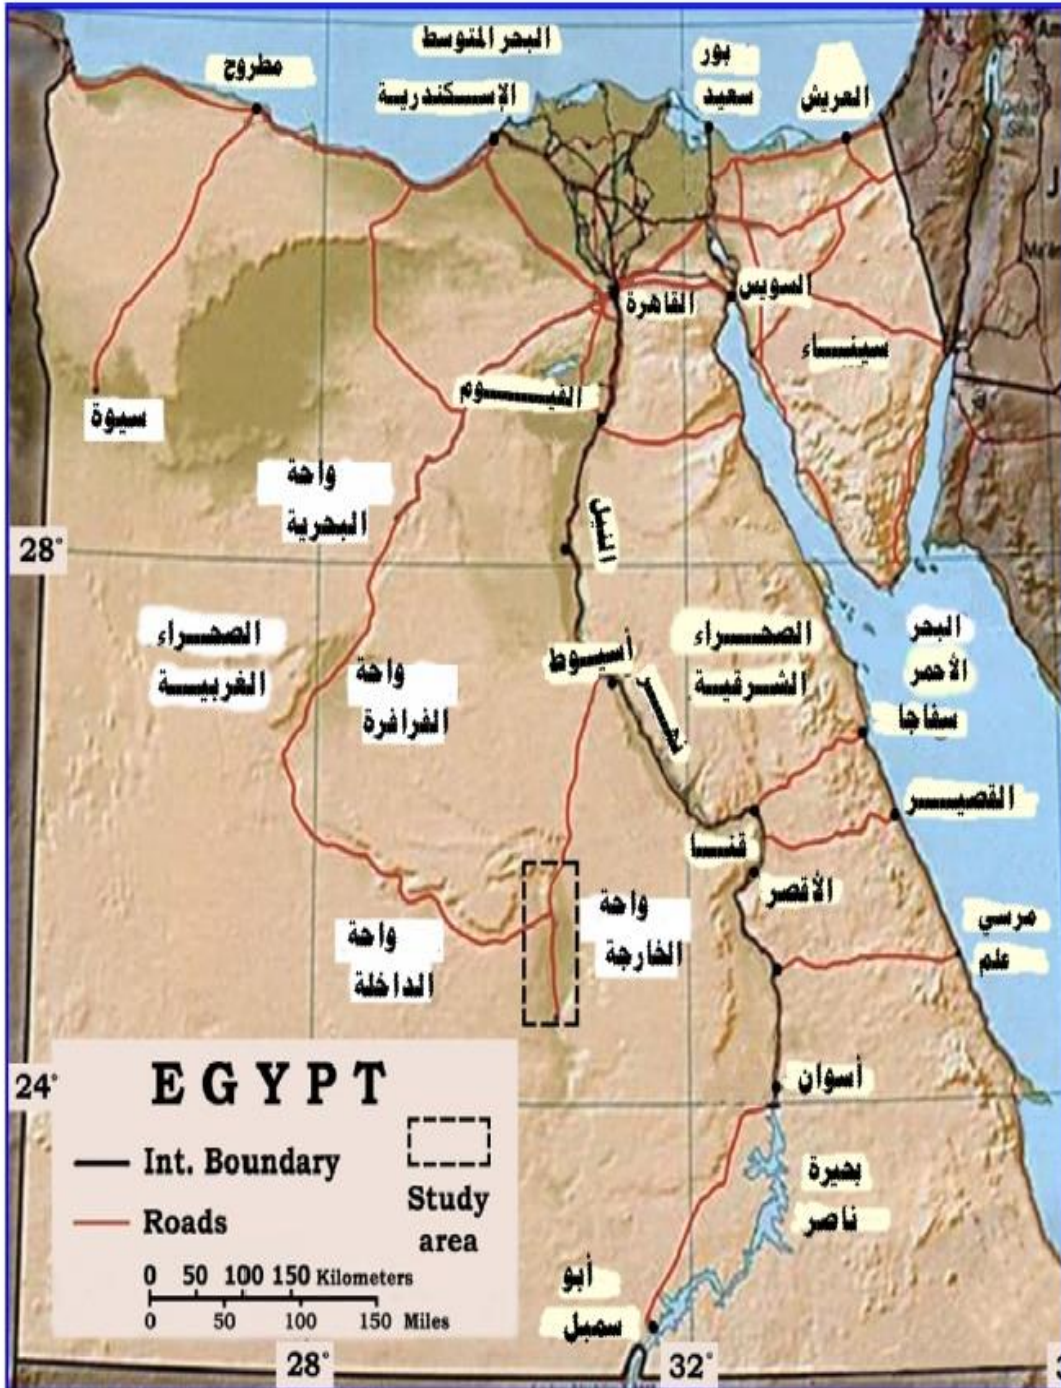 البحر المتوسط
مطروح
الإسكندرية
بور
سعيد
العريش
القاهرة
السويس
سيناء
الفيوم
سيوة
واحة
البحرية
النيل
28°
الصحراء
الغربية
واحة
الفرافرة
أسيوط
نهر
الصحراء
الشرقية
البحر
الأحمر
سفاجا
القصير
قنا
الأقصر
واحة
الداخلة
واحة
الخارجة
مرسي
علم
24°
EGYPT
Int. Boundary
Roads
Study
area
0 50 100 150 Kilometers
0 50 100 150 Miles
أسوان
بحيرة
ناصر
أبو
سمبل
28°
32°